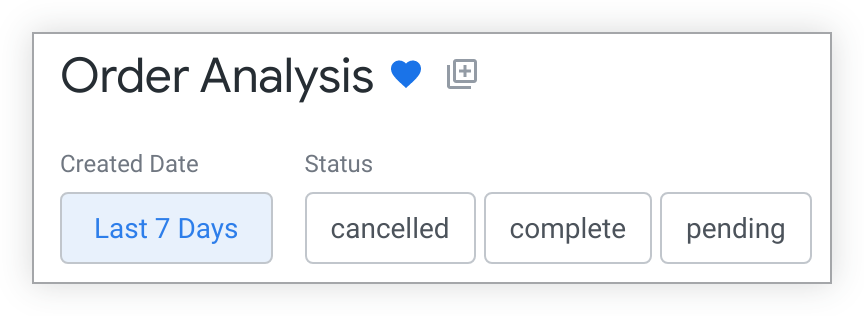 Order Analysis
Created Date Status
Last 7 Days cancelled complete pending